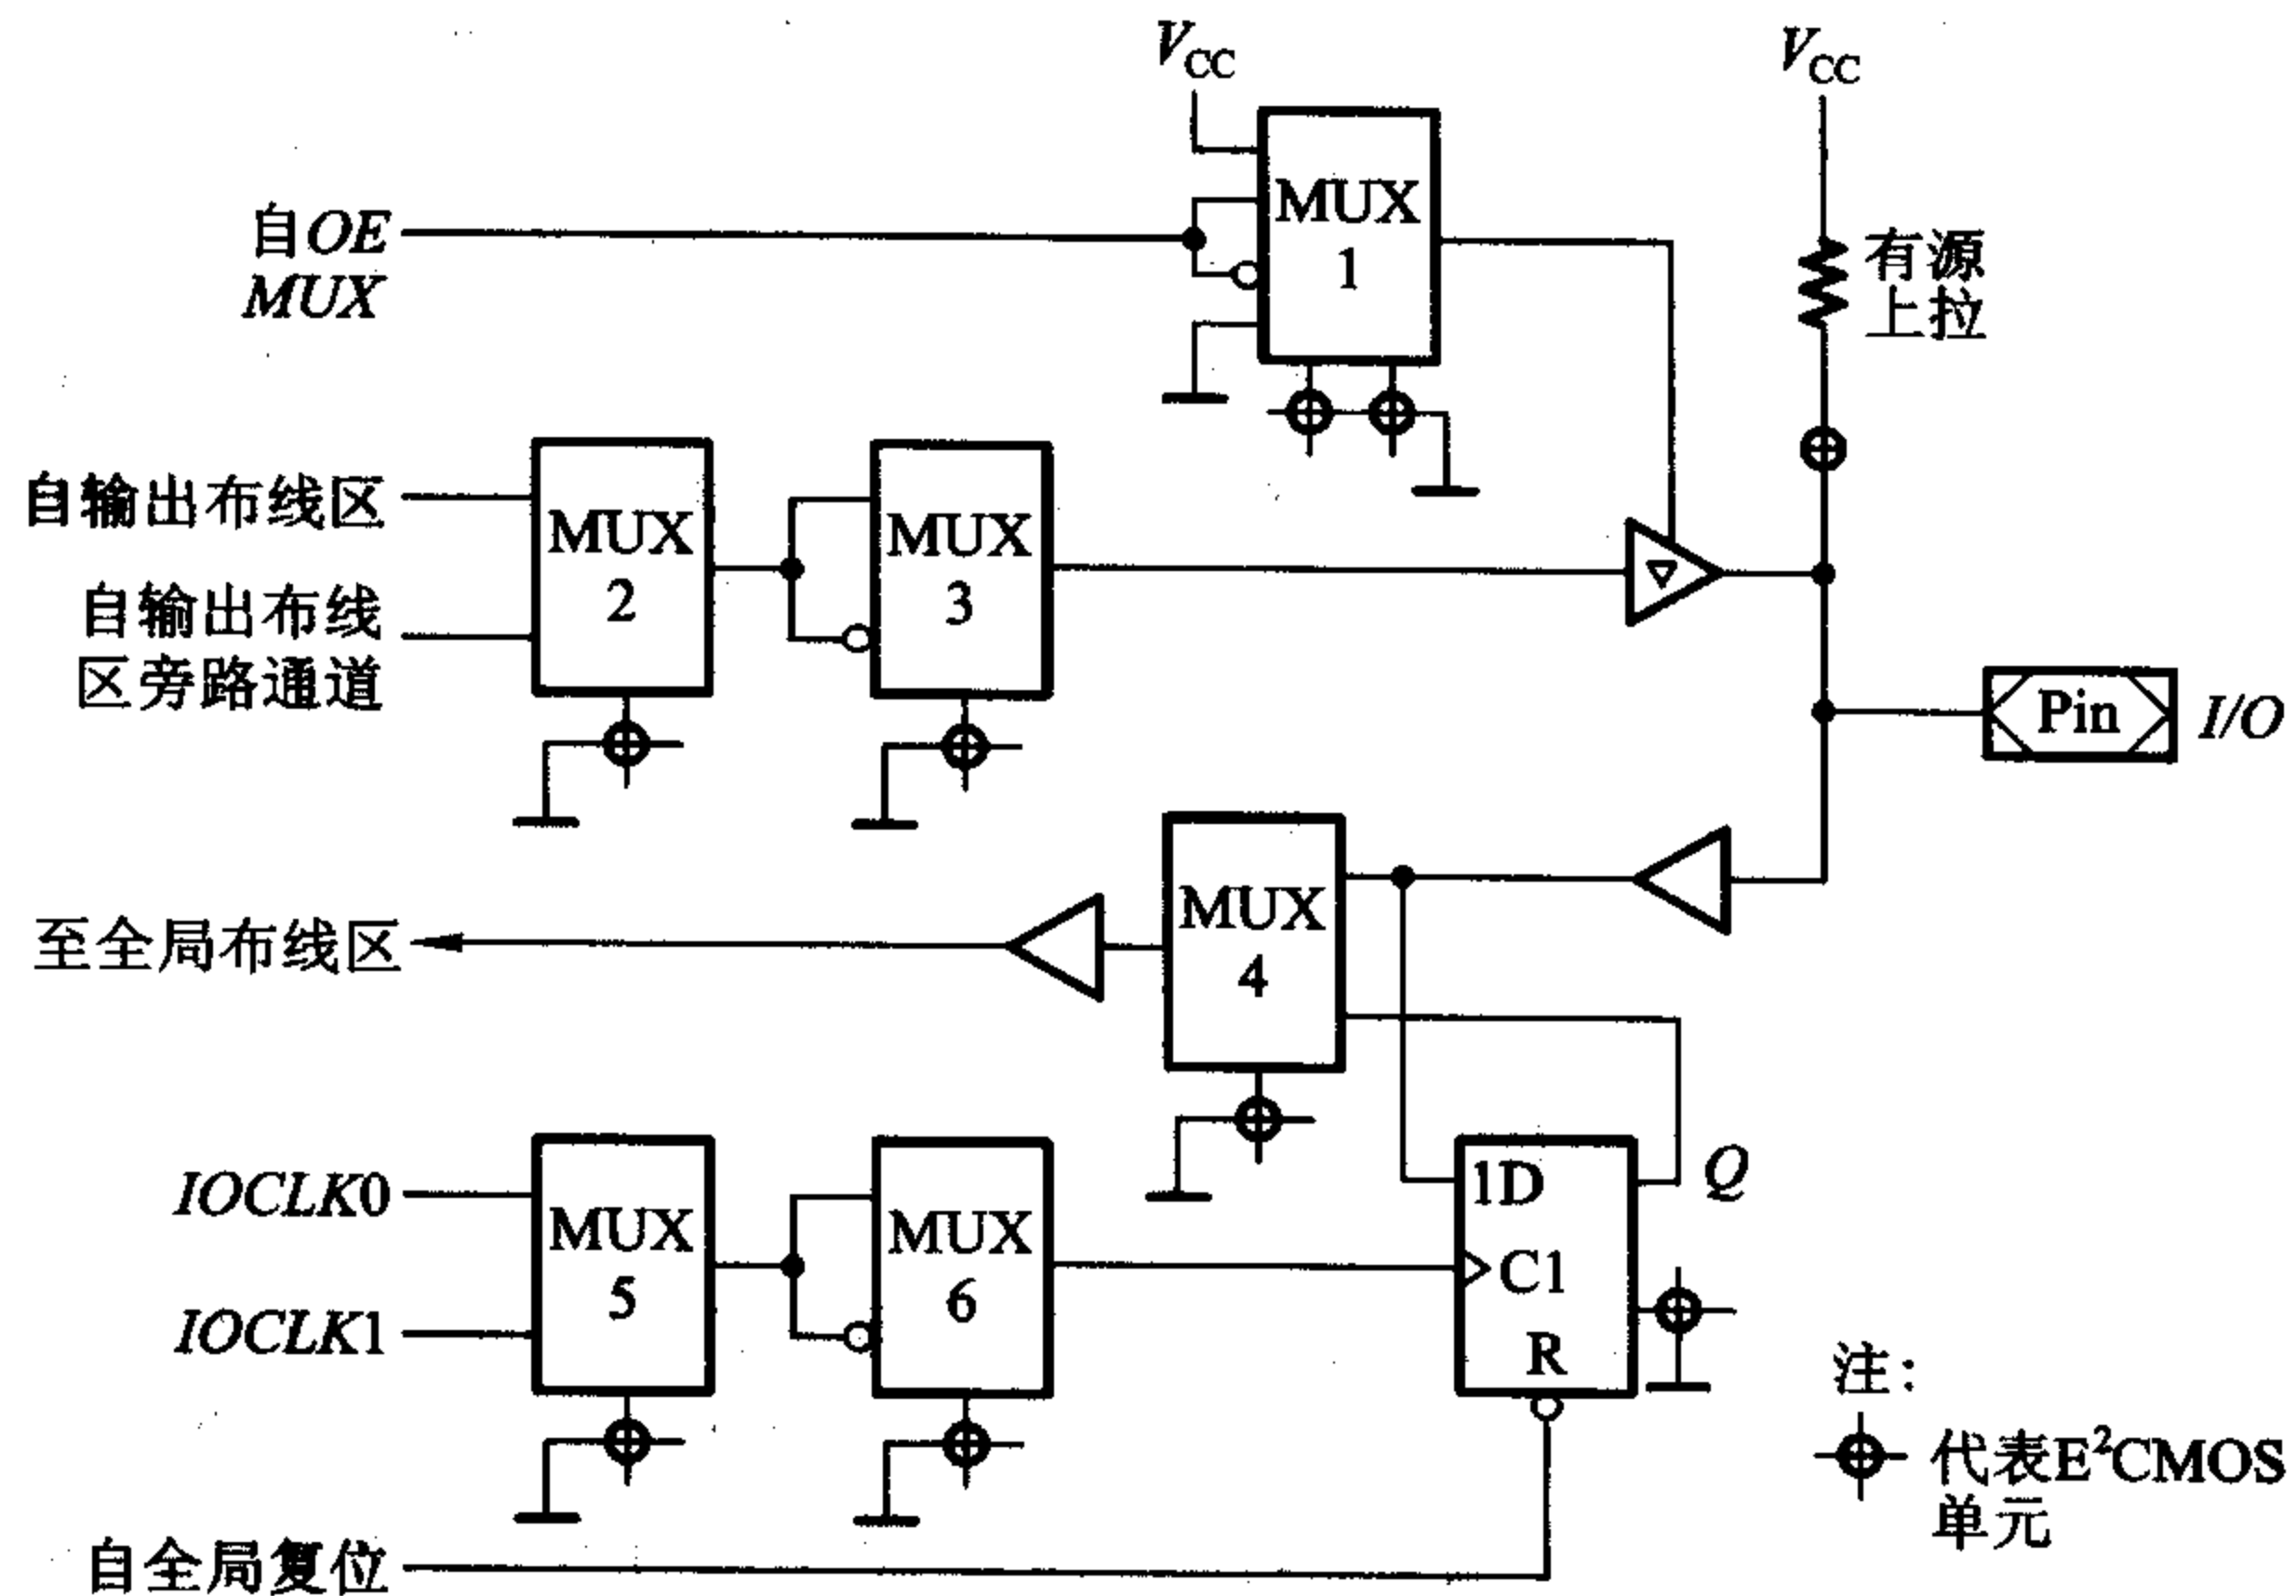 V_CC
V_CC
自OE
MUX
MUX
1
有源
上拉
自输出布线区
自输出布线
区旁路通道
MUX
2
MUX
3
Pin
I/O
MUX
4
至全局布线区
IOCLK0
IOCLK1
MUX
5
MUX
6
1D
C1
R
Q
注：
代表E²CMOS
单元
自全局复位